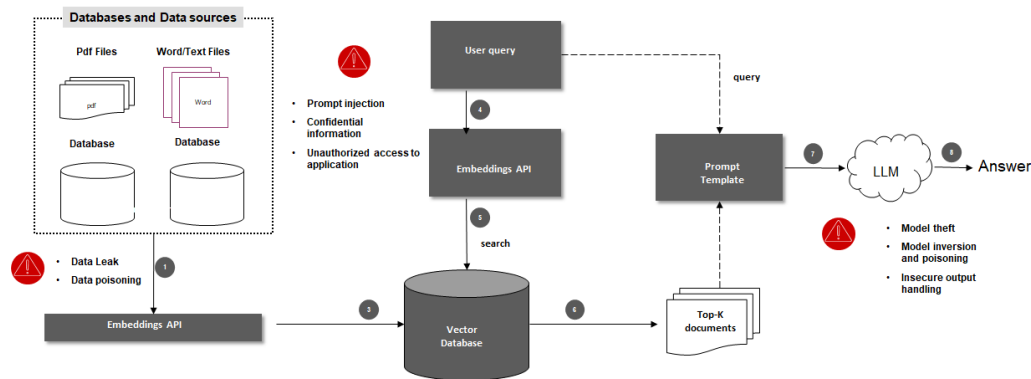 Databases and Data sources
Pdf Files
Word/Text Files
pdf
Word
Database
Database
• Data Leak
• Data poisoning
1
Embeddings API
• Prompt injection
• Confidential
information
• Unauthorized access to
application
User query
4
Embeddings API
5
search
3
Vector
Database
6
Top-K
documents
query
Prompt
Template
7
LLM
8
Answer
• Model theft
• Model inversion
and poisoning
• Insecure output
handling